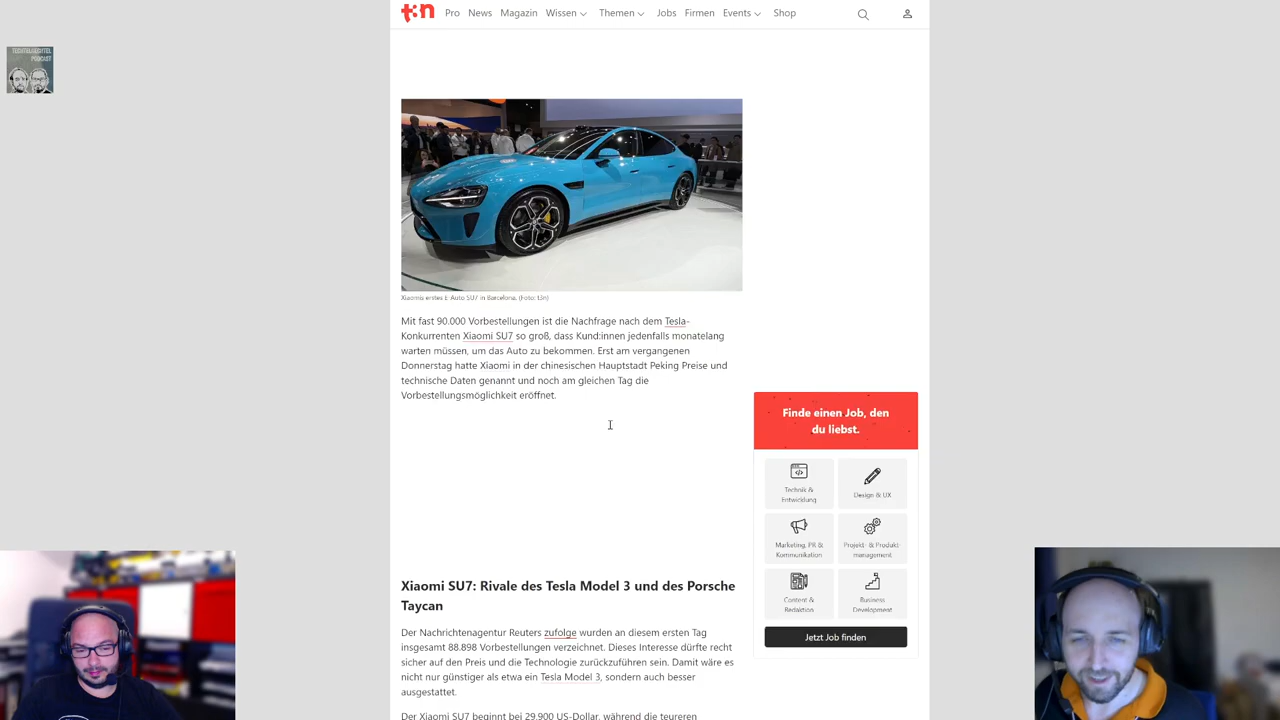 t3n Pro News Magazin Wissen Themen Jobs Firmen Events Shop
TECHTELMECHTEL
PODCAST
Xiaomis erstes E-Auto SU7 in Barcelona. (Foto: t3n)
Mit fast 90.000 Vorbestellungen ist die Nachfrage nach dem Tesla-
Konkurrenten Xiaomi SU7 so groß, dass Kund:innen jedenfalls monatelang
warten müssen, um das Auto zu bekommen. Erst am vergangenen
Donnerstag hatte Xiaomi in der chinesischen Hauptstadt Peking Preise und
technische Daten genannt und noch am gleichen Tag die
Vorbestellungsmöglichkeit eröffnet.
Xiaomi SU7: Rivale des Tesla Model 3 und des Porsche
Taycan
Der Nachrichtenagentur Reuters zufolge wurden an diesem ersten Tag
insgesamt 88.898 Vorbestellungen verzeichnet. Dieses Interesse dürfte recht
sicher auf den Preis und die Technologie zurückzuführen sein. Damit wäre es
nicht nur günstiger als etwa ein Tesla Model 3, sondern auch besser
ausgestattet.
Der Xiaomi SU7 beginnt bei 29.900 US-Dollar, während die teureren
Finde einen Job, den
du liebst.
Technik &
Entwicklung
Design & UX
Marketing, PR &
Kommunikation
Projekt- & Produkt-
management
Content &
Redaktion
Business
Development
Jetzt Job finden